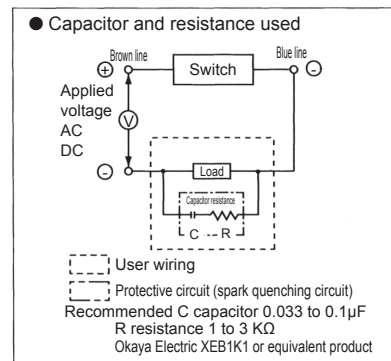 ● Capacitor and resistance used
Brown line
Blue line
⊕
Switch
⊖
Applied
voltage
AC
DC
V
⊖
Load
Capacitor resistance
C --- R
User wiring
Protective circuit (spark quenching circuit)
Recommended C capacitor 0.033 to 0.1μF
R resistance 1 to 3 KΩ
Okaya Electric XEB1K1 or equivalent product